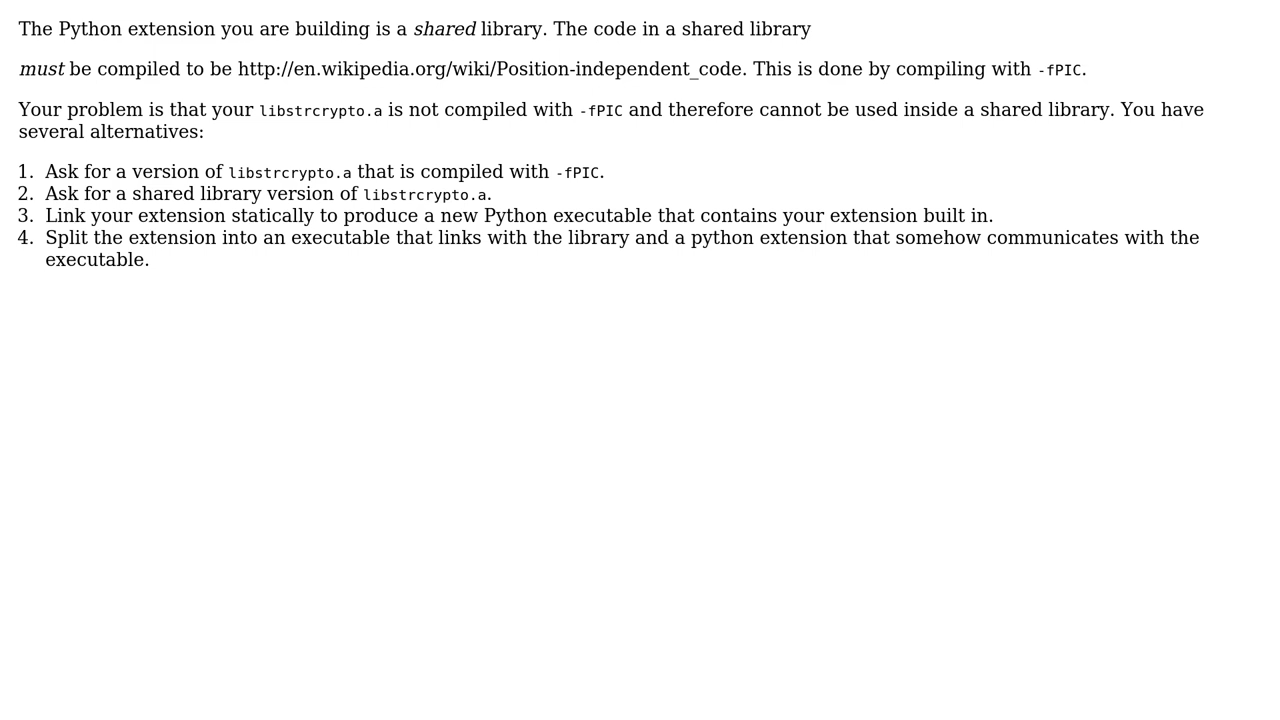 The Python extension you are building is a shared library. The code in a shared library
must be compiled to be http://en.wikipedia.org/wiki/Position-independent_code. This is done by compiling with -fPIC.
Your problem is that your libstrcrypto.a is not compiled with -fPIC and therefore cannot be used inside a shared library. You have
several alternatives:
1. Ask for a version of libstrcrypto.a that is compiled with -fPIC.
2. Ask for a shared library version of libstrcrypto.a.
3. Link your extension statically to produce a new Python executable that contains your extension built in.
4. Split the extension into an executable that links with the library and a python extension that somehow communicates with the
executable.